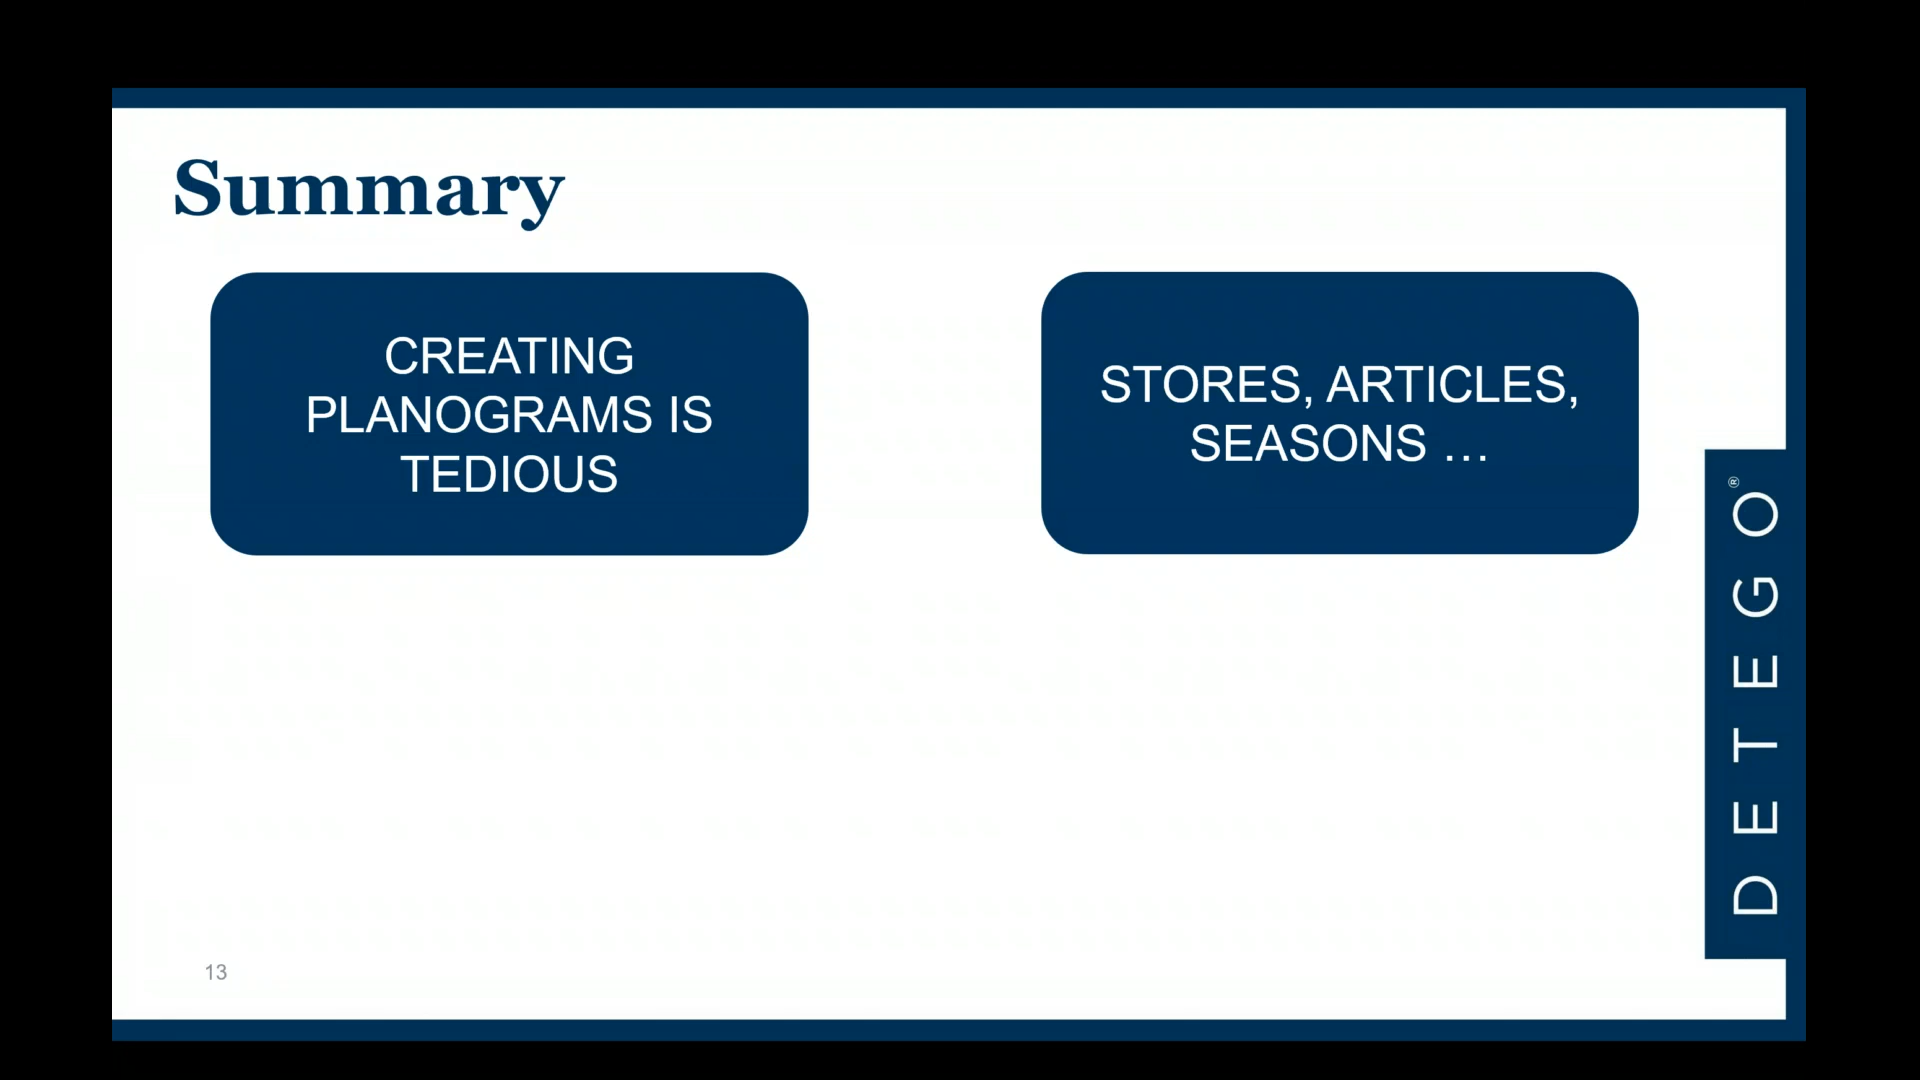 Summary
CREATING
PLANOGRAMS IS
TEDIOUS
STORES, ARTICLES,
SEASONS …
DETEGO®
13